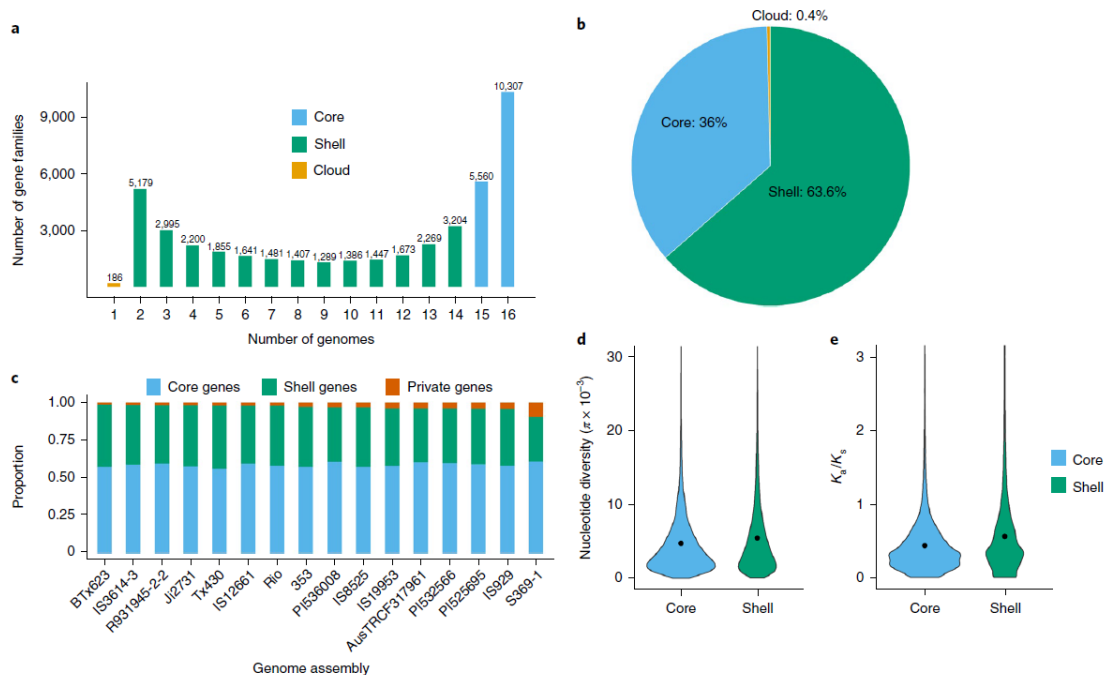 a
Number of gene families
9,000
6,000
3,000
Core
Shell
Cloud
186
5,179
2,995
2,200
1,855
1,641
1,481
1,407
1,289
1,386
1,447
1,673
2,269
3,204
5,560
10,307
1 2 3 4 5 6 7 8 9 10 11 12 13 14 15 16
Number of genomes
b
Cloud: 0.4%
Core: 36%
Shell: 63.6%
c
Core genes Shell genes Private genes
Proportion
1.00
0.75
0.50
0.25
0
BTx623
IS3614-3
R931945-2-2
Ji2731
Tx430
IS12661
Rio
353
PI536008
IS8525
IS19953
AusTRCF317961
PI532566
PI525695
IS929
S369-1
Genome assembly
d
Nucleotide diversity (π × 10⁻³)
30
20
10
0
Core Shell
e
Kₐ/Kₛ
3
2
1
0
Core Shell
Core
Shell